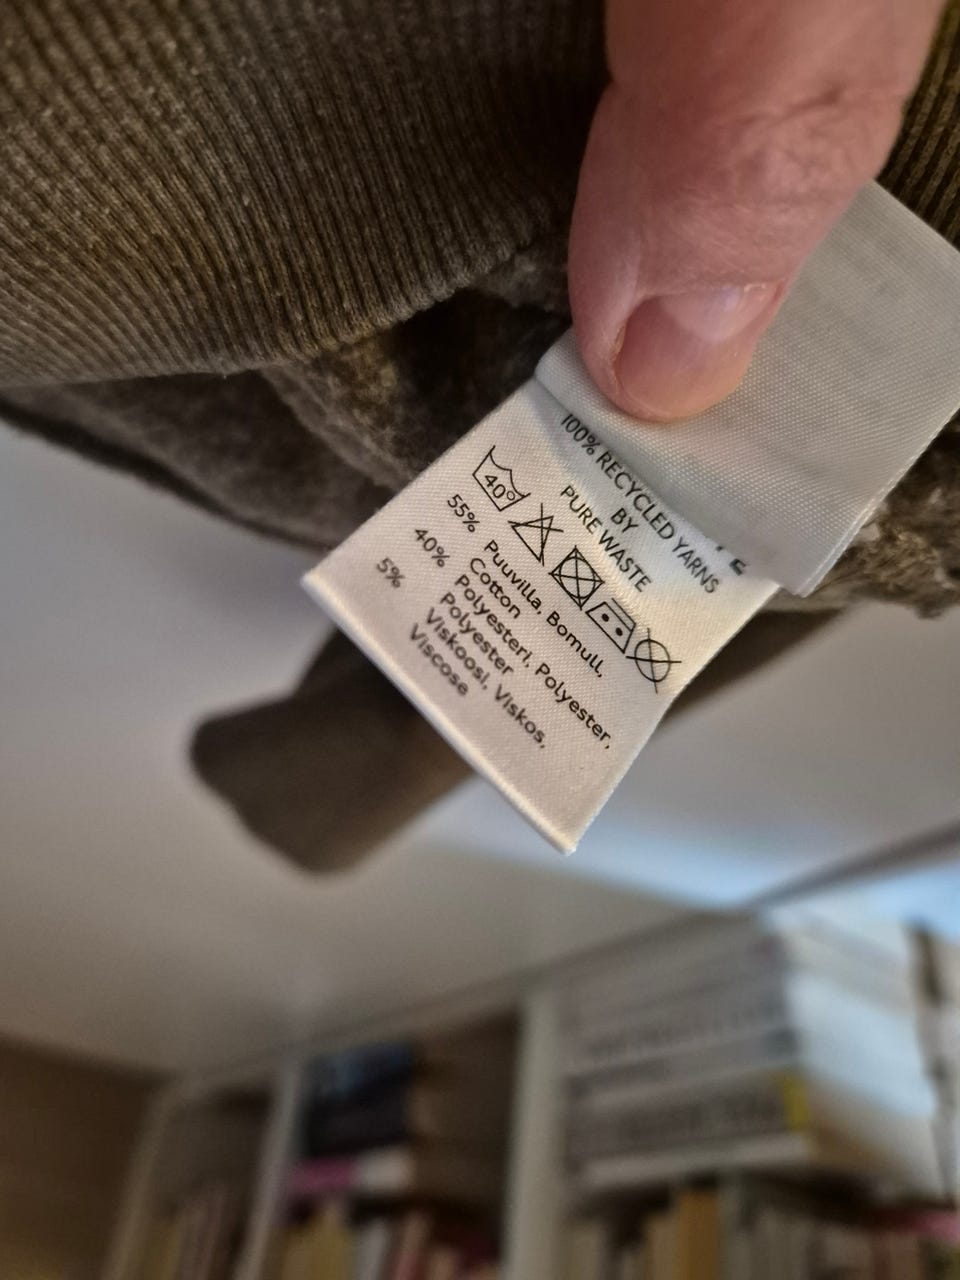 100% RECYCLED YARNS
BY
PURE WASTE
40°
55% Puuvilla, Bomull,
Cotton
40% Polyesteri, Polyester,
Polyester
5% Viskoosi, Viskos,
Viscose